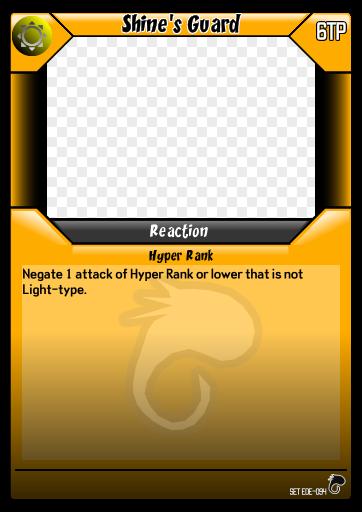 Shine's Guard
6TP
Reaction
Hyper Rank
Negate 1 attack of Hyper Rank or lower that is not
Light-type.
SET EOE-094